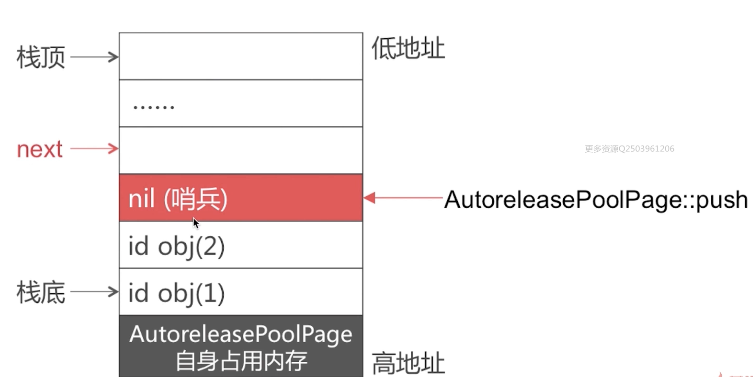 栈顶
低地址
......
next
更多资源Q2503961206
nil (哨兵)
AutoreleasePoolPage::push
id obj(2)
栈底
id obj(1)
AutoreleasePoolPage
自身占用内存
高地址